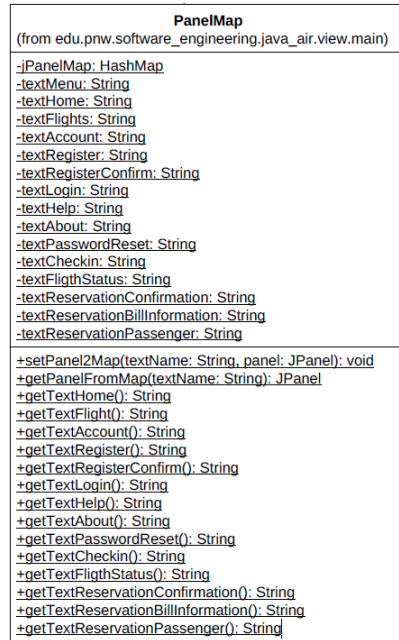 PanelMap
(from edu.pnw.software_engineering.java_air.view.main)
-jPanelMap: HashMap
-textMenu: String
-textHome: String
-textFlights: String
-textAccount: String
-textRegister: String
-textRegisterConfirm: String
-textLogin: String
-textHelp: String
-textAbout: String
-textPasswordReset: String
-textCheckin: String
-textFligthStatus: String
-textReservationConfirmation: String
-textReservationBillInformation: String
-textReservationPassenger: String
+setPanel2Map(textName: String, panel: JPanel): void
+getPanelFromMap(textName: String): JPanel
+getTextHome(): String
+getTextFlight(): String
+getTextAccount(): String
+getTextRegister(): String
+getTextRegisterConfirm(): String
+getTextLogin(): String
+getTextHelp(): String
+getTextAbout(): String
+getTextPasswordReset(): String
+getTextCheckin(): String
+getTextFligthStatus(): String
+getTextReservationConfirmation(): String
+getTextReservationBillInformation(): String
+getTextReservationPassenger(): String